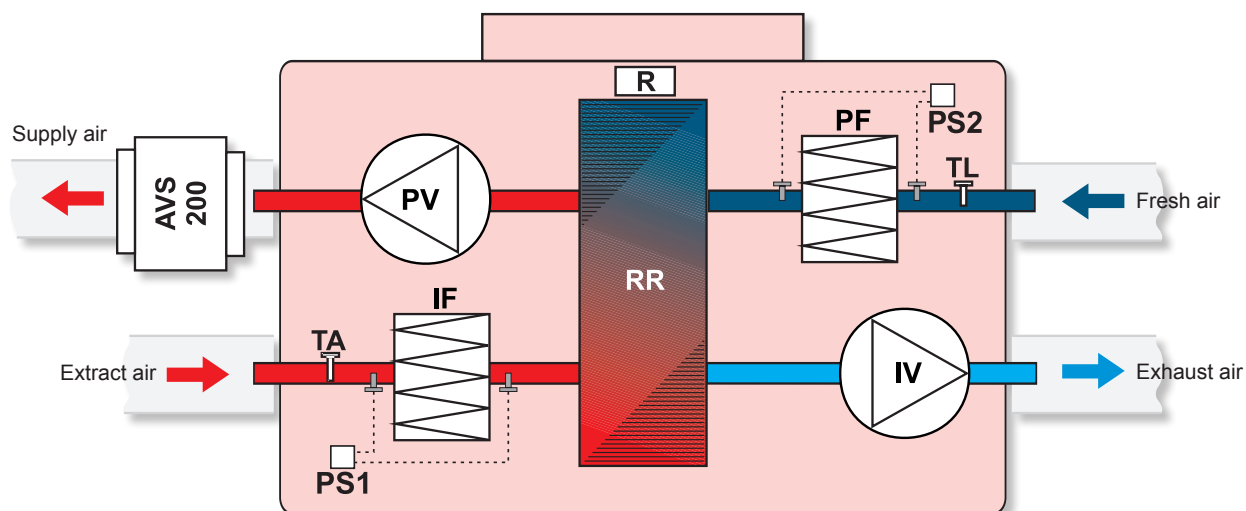 R
Supply air
PF
PS2
TL
AVS
200
PV
Fresh air
RR
IF
TA
Extract air
IV
Exhaust air
PS1